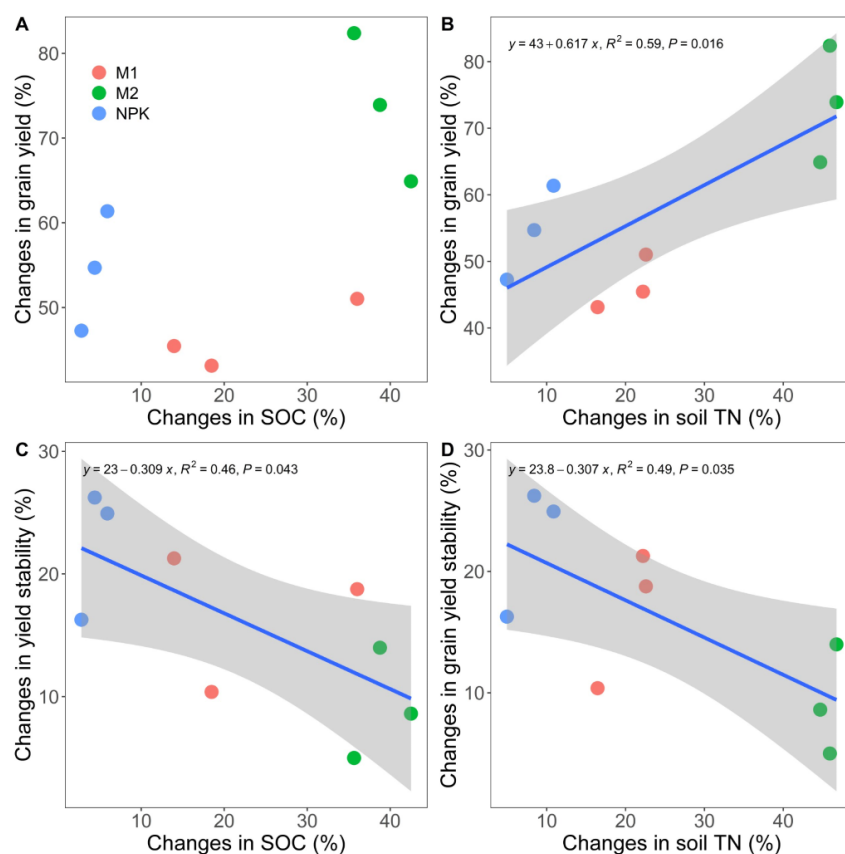 A
Changes in grain yield (%)
80
70
60
50
M1
M2
NPK
10
20
30
40
Changes in SOC (%)
B
Changes in grain yield (%)
80
70
60
50
40
y = 43 + 0.617 x, R² = 0.59, P = 0.016
10
20
30
40
Changes in soil TN (%)
C
Changes in yield stability (%)
30
20
10
y = 23 − 0.309 x, R² = 0.46, P = 0.043
10
20
30
40
Changes in SOC (%)
D
Changes in grain yield stability (%)
30
20
10
y = 23.8 − 0.307 x, R² = 0.49, P = 0.035
10
20
30
40
Changes in soil TN (%)